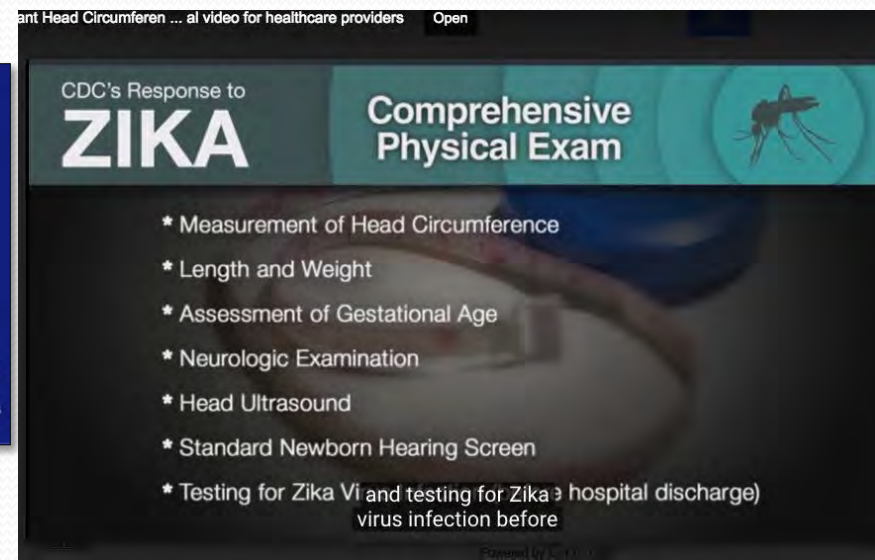 ant Head Circumferen ... al video for healthcare providers Open
CDC's Response to
ZIKA
Comprehensive
Physical Exam
* Measurement of Head Circumference
* Length and Weight
* Assessment of Gestational Age
* Neurologic Examination
* Head Ultrasound
* Standard Newborn Hearing Screen
* Testing for Zika Vi hospital discharge)
and testing for Zika
virus infection before
Powered by